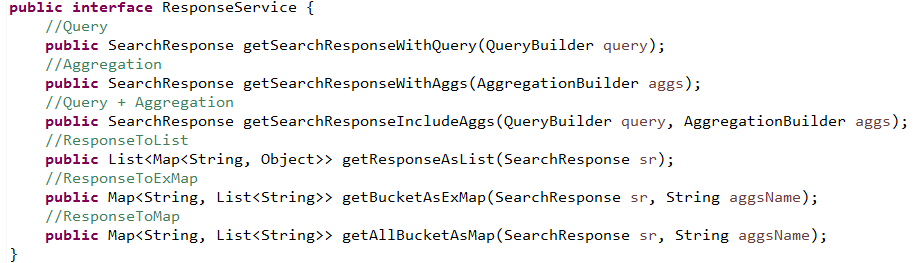 public interface ResponseService {
    //Query
    public SearchResponse getSearchResponseWithQuery(QueryBuilder query);
    //Aggregation
    public SearchResponse getSearchResponseWithAggs(AggregationBuilder aggs);
    //Query + Aggregation
    public SearchResponse getSearchResponseIncludeAggs(QueryBuilder query, AggregationBuilder aggs);
    //ResponseToList
    public List<Map<String, Object>> getResponseAsList(SearchResponse sr);
    //ResponseToExMap
    public Map<String, List<String>> getBucketAsExMap(SearchResponse sr, String aggsName);
    //ResponseToMap
    public Map<String, List<String>> getAllBucketAsMap(SearchResponse sr, String aggsName);
}